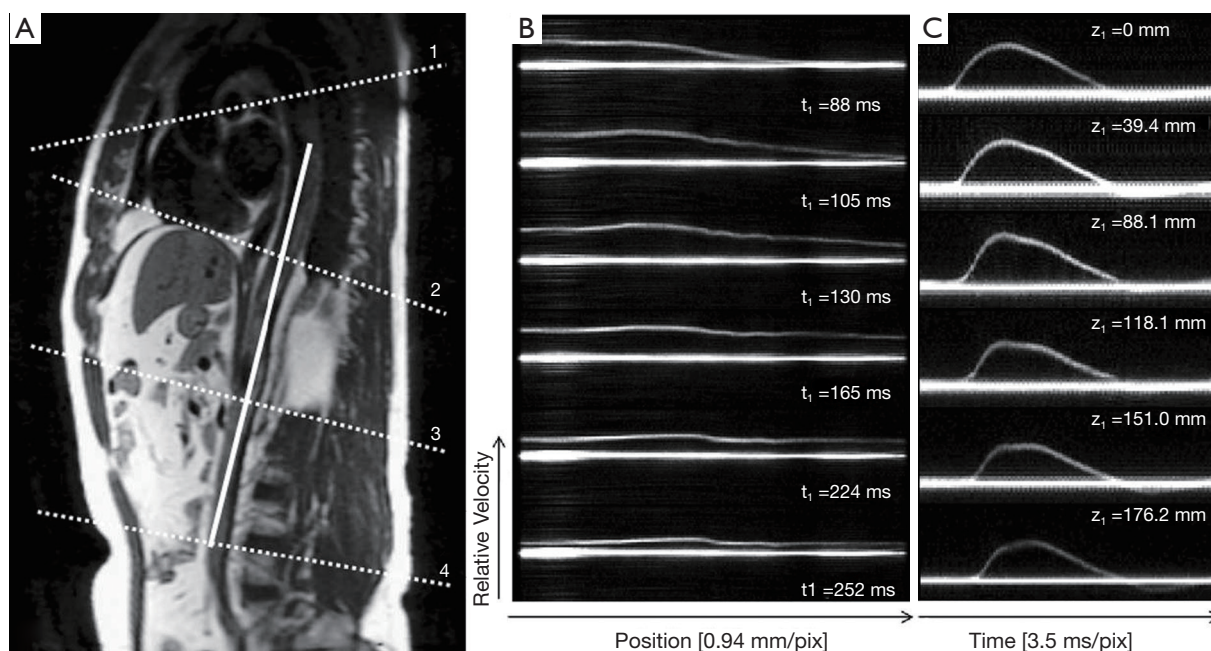 A
1
2
3
4
B
t₁ =88 ms
t₁ =105 ms
t₁ =130 ms
t₁ =165 ms
t₁ =224 ms
t1 =252 ms
Relative Velocity
Position [0.94 mm/pix]
C
z₁ =0 mm
z₁ =39.4 mm
z₁ =88.1 mm
z₁ =118.1 mm
z₁ =151.0 mm
z₁ =176.2 mm
Time [3.5 ms/pix]